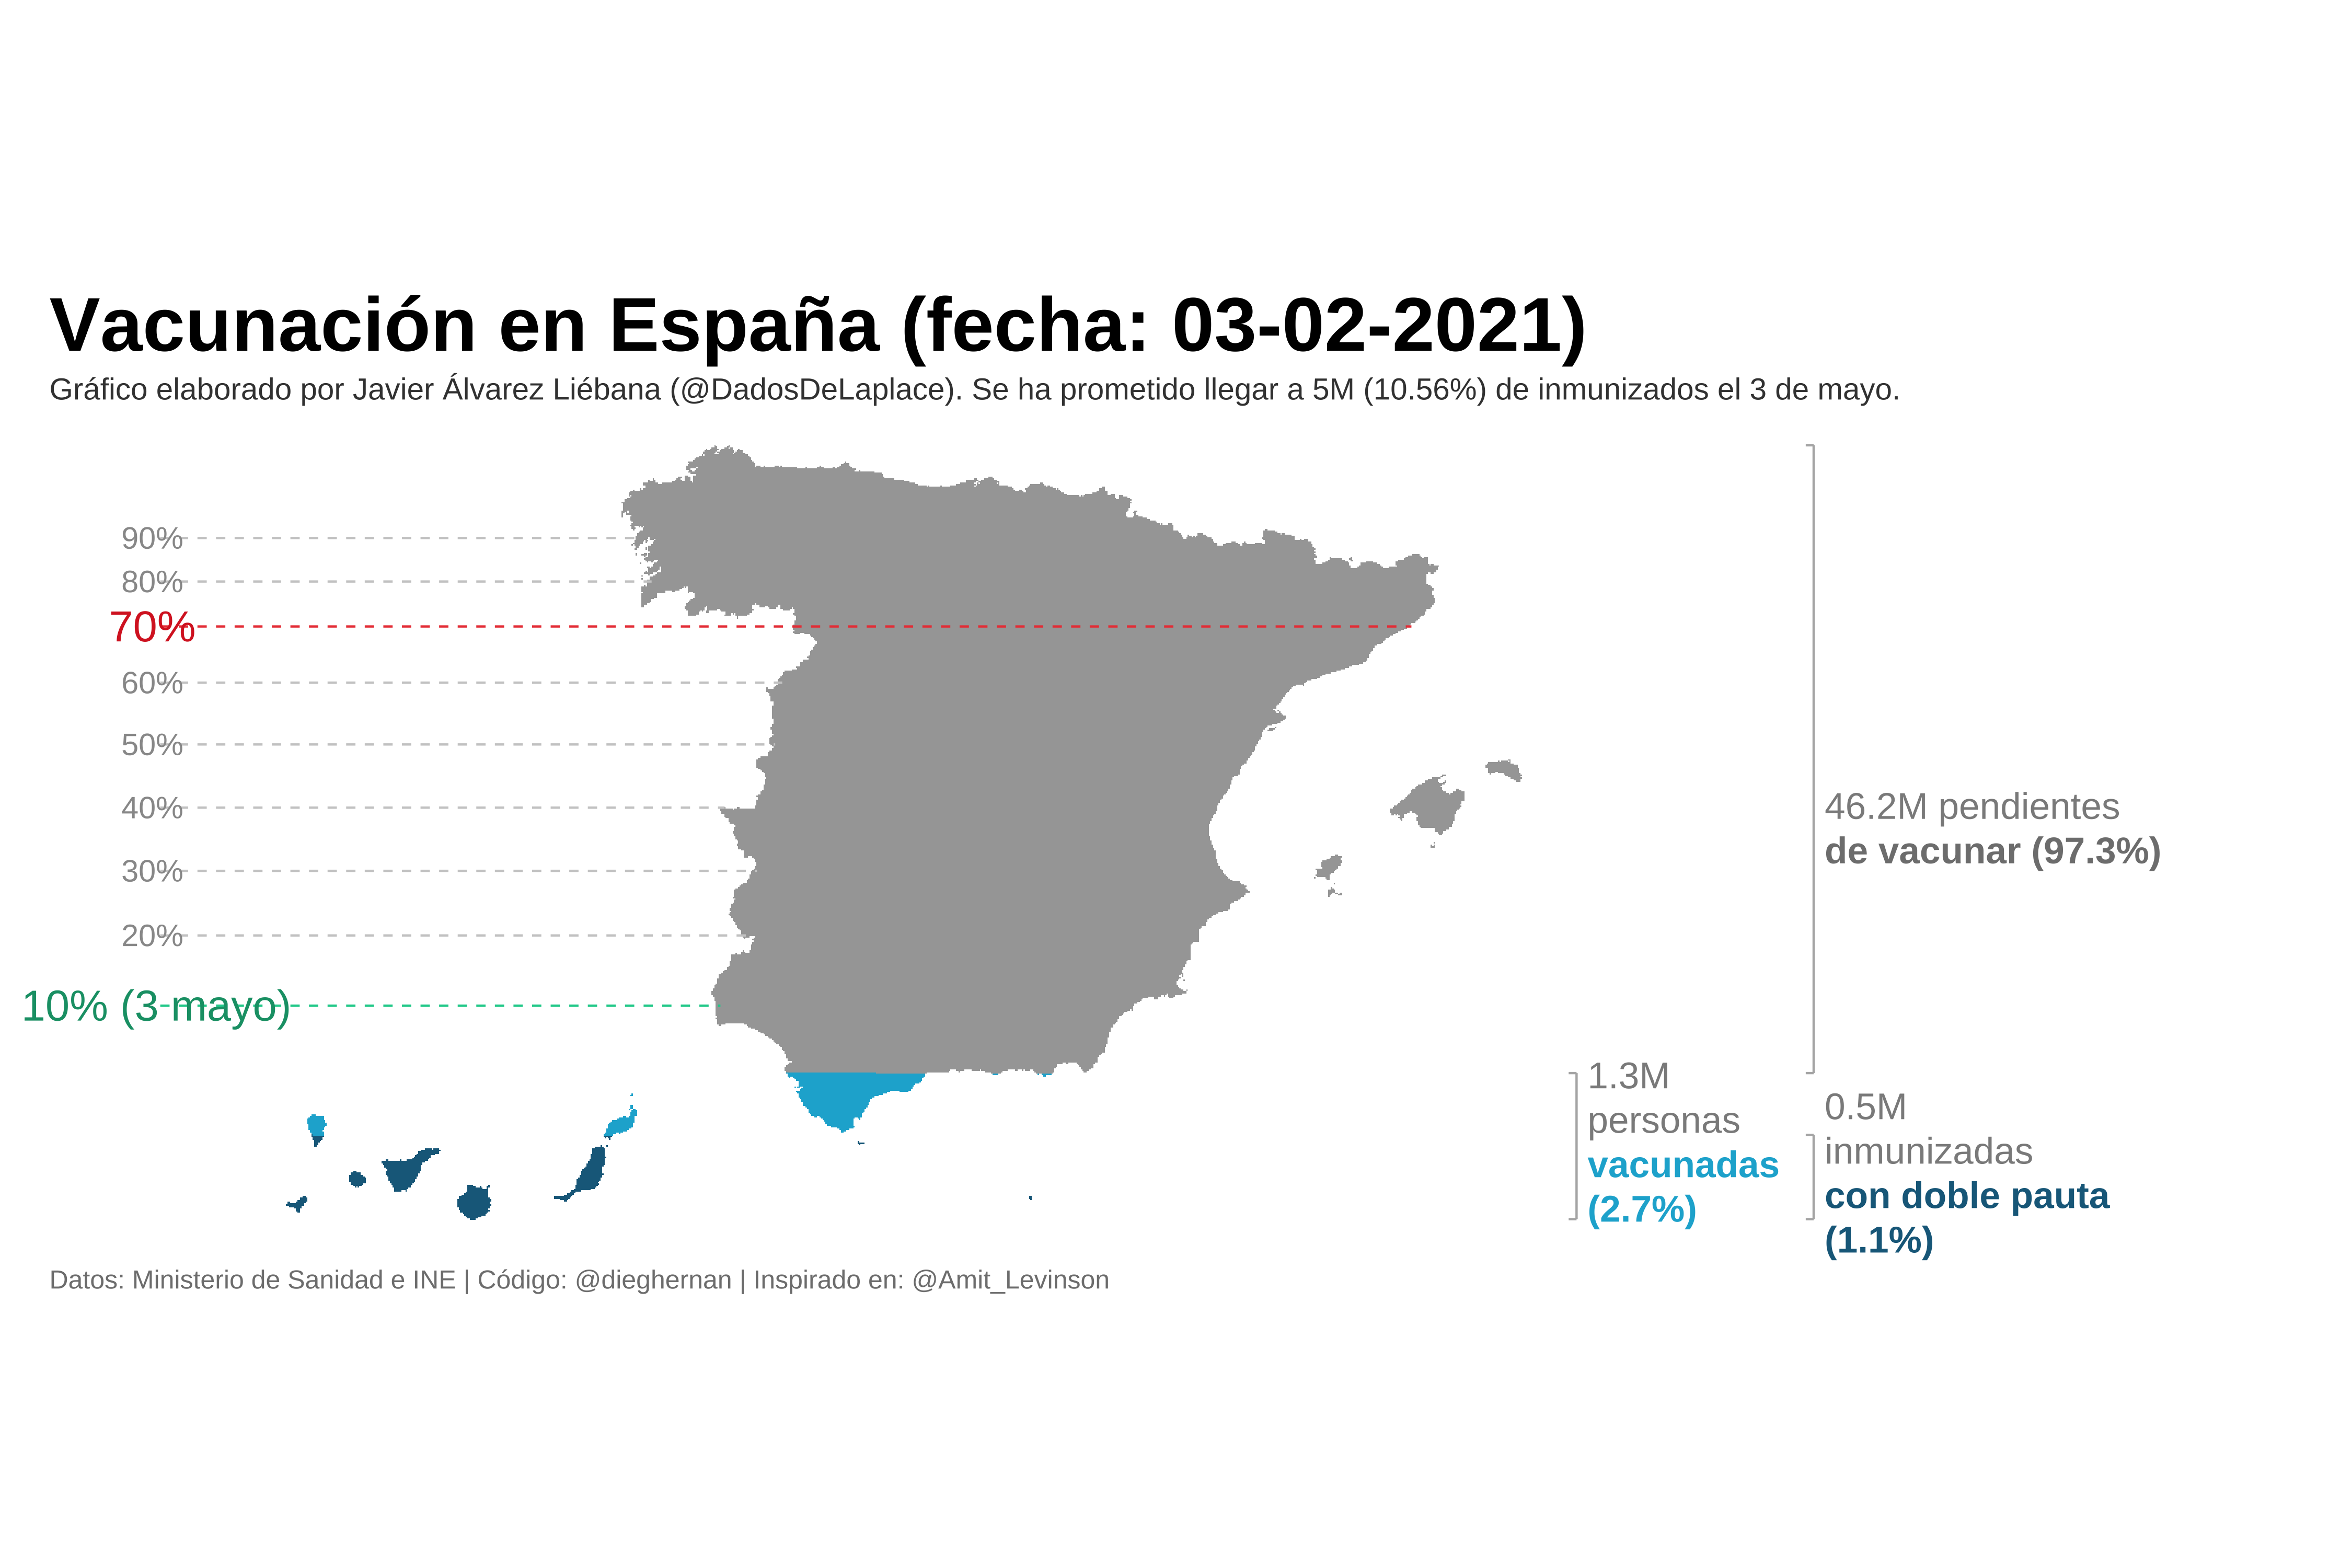 Vacunación en España (fecha: 03-02-2021)
Gráfico elaborado por Javier Álvarez Liébana (@DadosDeLaplace). Se ha prometido llegar a 5M (10.56%) de inmunizados el 3 de mayo.
90%
80%
70%
60%
50%
40%
30%
20%
10% (3 mayo)
46.2M pendientes
de vacunar (97.3%)
1.3M
personas
vacunadas
(2.7%)
0.5M
inmunizadas
con doble pauta
(1.1%)
Datos: Ministerio de Sanidad e INE | Código: @dieghernan | Inspirado en: @Amit_Levinson